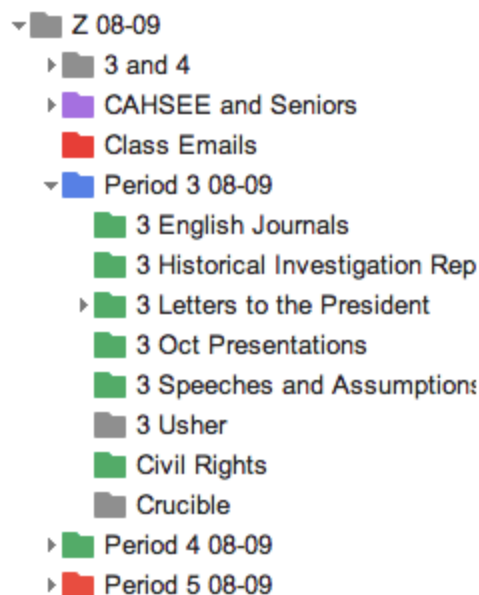 Z 08-09
3 and 4
CAHSEE and Seniors
Class Emails
Period 3 08-09
3 English Journals
3 Historical Investigation Rep
3 Letters to the President
3 Oct Presentations
3 Speeches and Assumptions
3 Usher
Civil Rights
Crucible
Period 4 08-09
Period 5 08-09